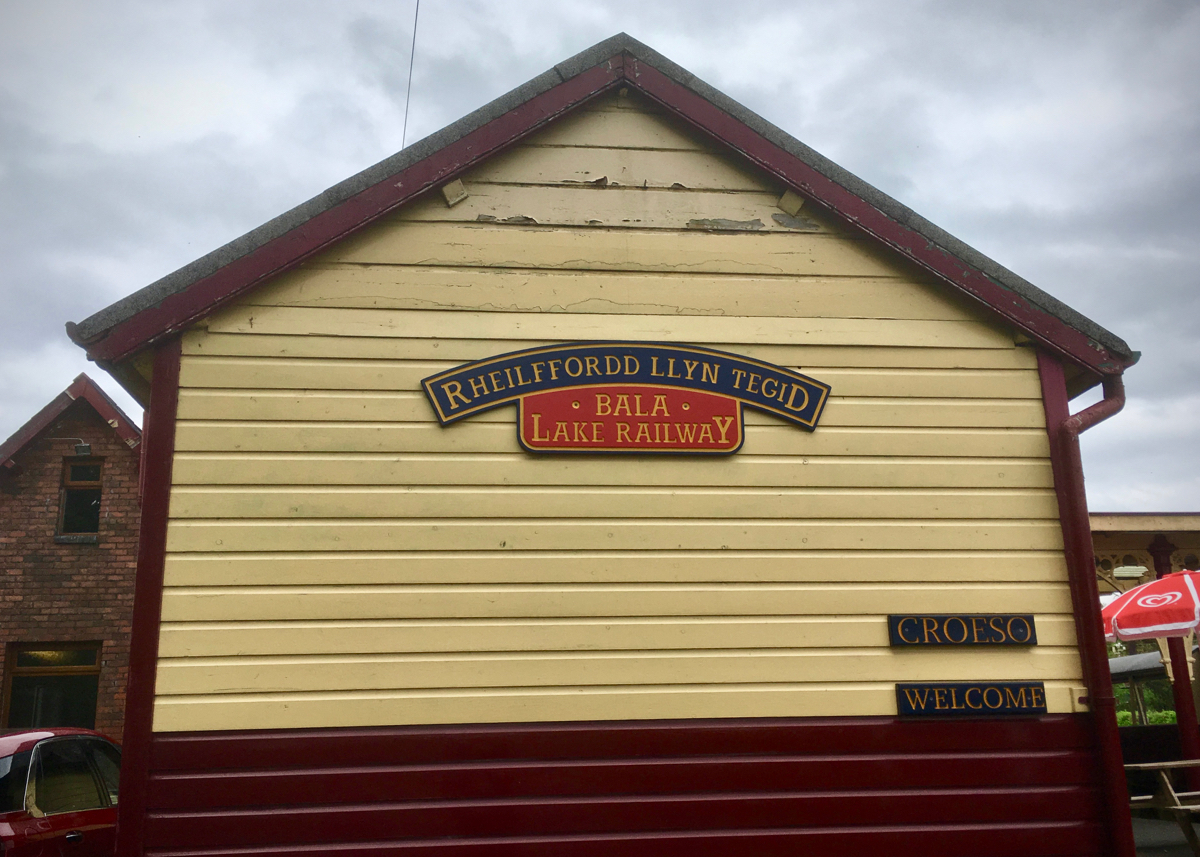 RHEILFFORDD LLYN TEGID
BALA
LAKE RAILWAY
CROESO
WELCOME